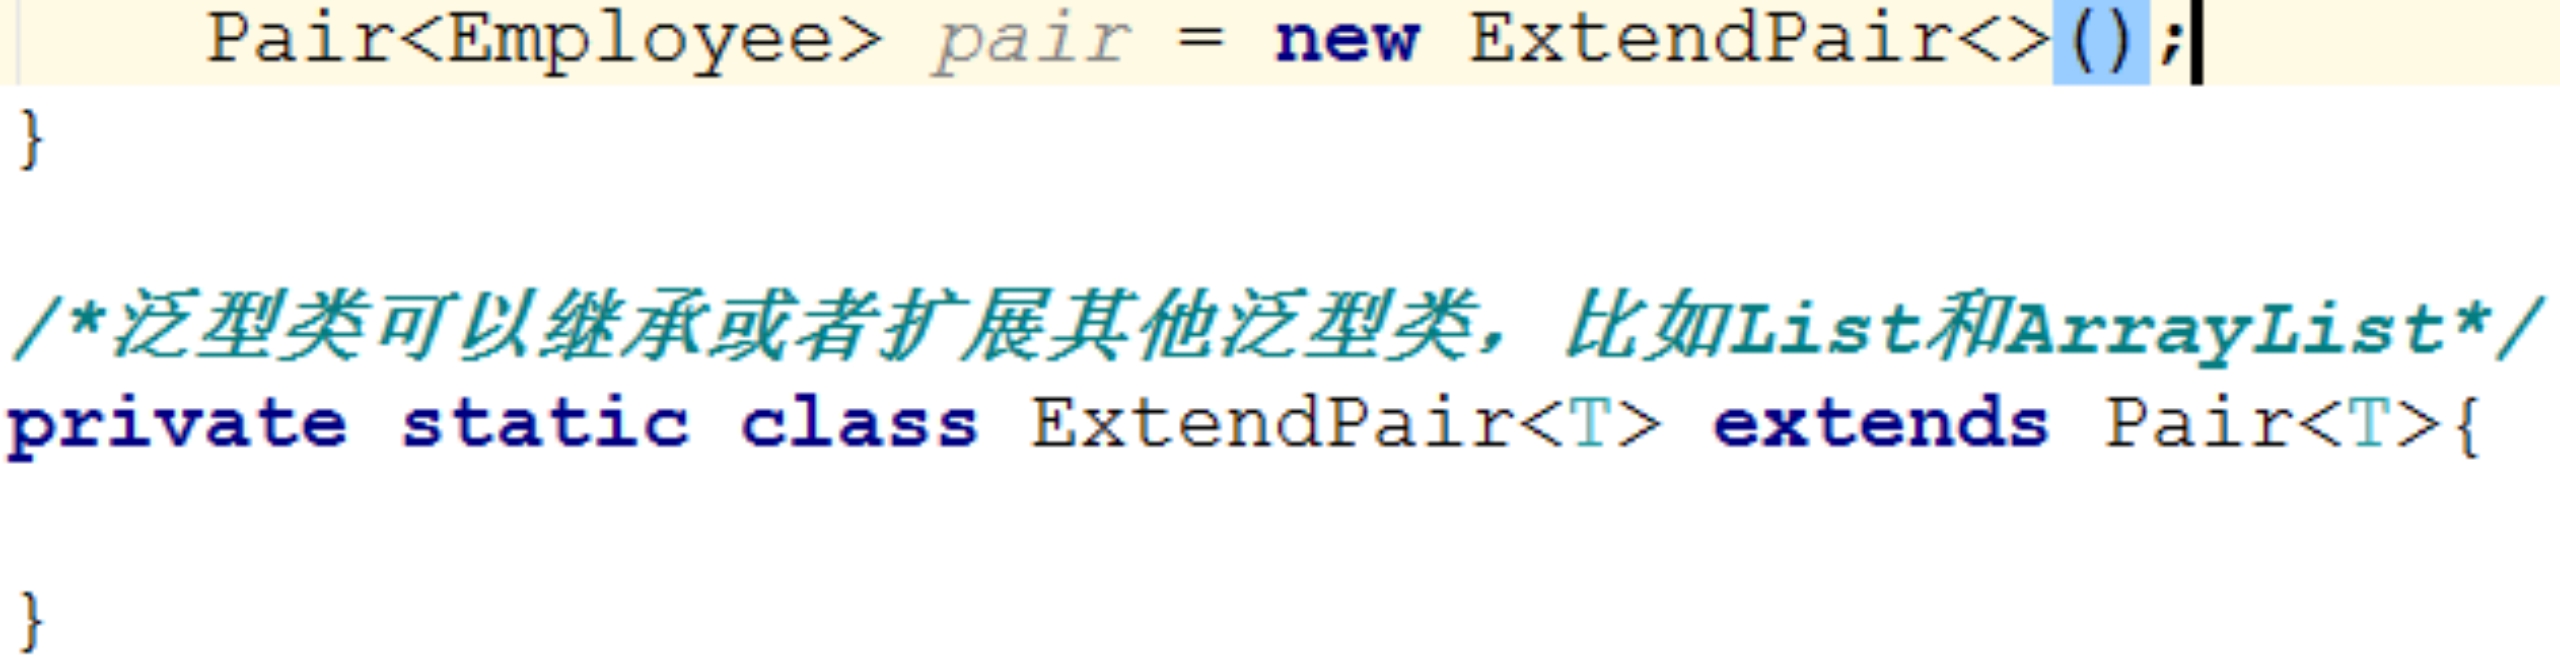 Pair<Employee> pair = new ExtendPair<>();
}
/*泛型类可以继承或者扩展其他泛型类，比如List和ArrayList*/
private static class ExtendPair<T> extends Pair<T>{
}